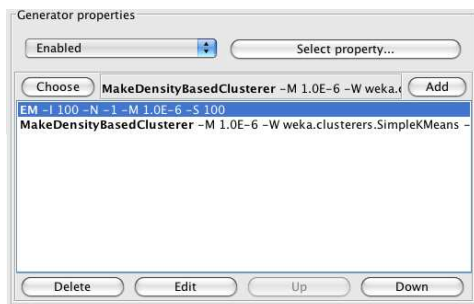 Generator properties
Enabled Select property...
Choose MakeDensityBasedClusterer -M 1.0E-6 -W weka.c Add
EM -I 100 -N -1 -M 1.0E-6 -S 100
MakeDensityBasedClusterer -M 1.0E-6 -W weka.clusterers.SimpleKMeans -
Delete Edit Up Down